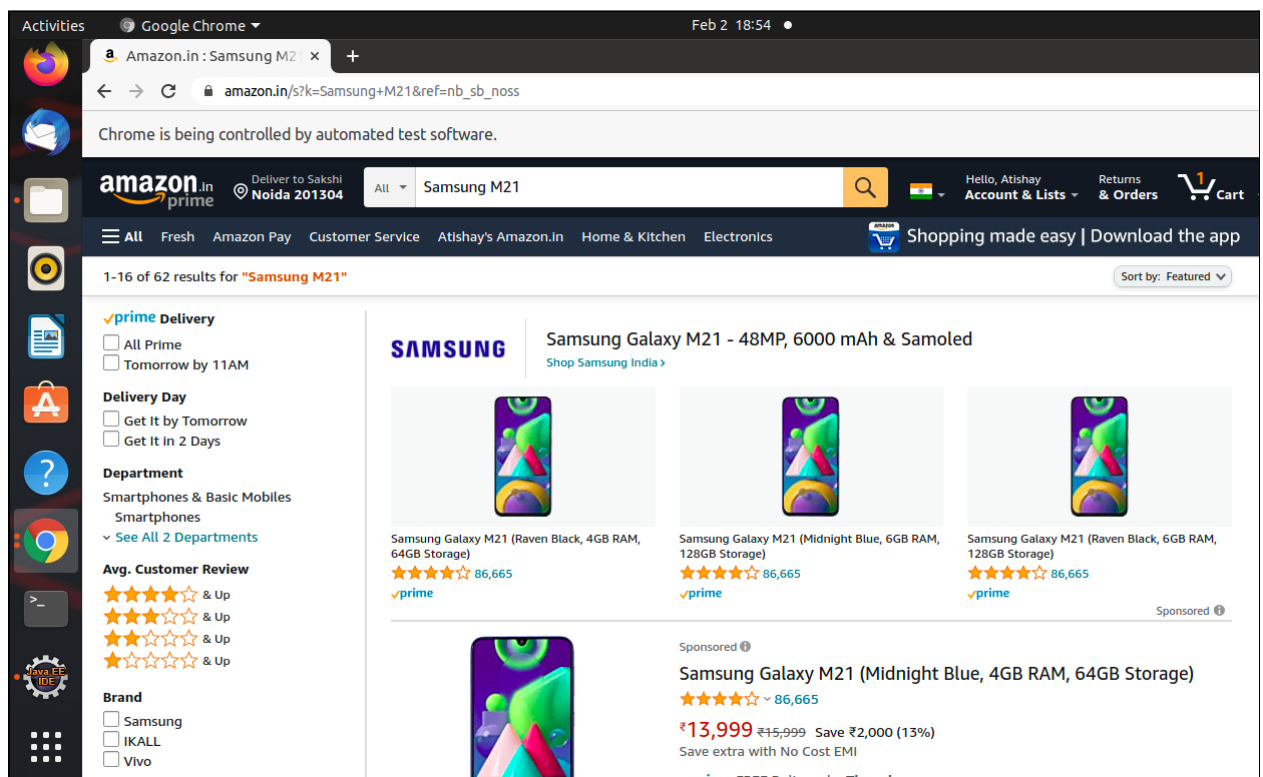 Activities
Google Chrome
Feb 2 18:54
Amazon.in : Samsung M21
amazon.in/s?k=Samsung+M21&ref=nb_sb_noss
Chrome is being controlled by automated test software.
amazon.in
prime
Deliver to Sakshi
Noida 201304
All
Samsung M21
Hello, Atishay
Account & Lists
Returns
& Orders
1
Cart
All Fresh Amazon Pay Customer Service Atishay's Amazon.in Home & Kitchen Electronics
amazon
Shopping made easy | Download the app
1-16 of 62 results for "Samsung M21"
Sort by: Featured
prime Delivery
All Prime
Tomorrow by 11AM
Delivery Day
Get It by Tomorrow
Get It in 2 Days
Department
Smartphones & Basic Mobiles
Smartphones
See All 2 Departments
Avg. Customer Review
& Up
& Up
& Up
& Up
Brand
Samsung
IKALL
Vivo
SAMSUNG
Samsung Galaxy M21 - 48MP, 6000 mAh & Samoled
Shop Samsung India
Samsung Galaxy M21 (Raven Black, 4GB RAM,
64GB Storage)
86,665
prime
Samsung Galaxy M21 (Midnight Blue, 6GB RAM,
128GB Storage)
86,665
prime
Samsung Galaxy M21 (Raven Black, 6GB RAM,
128GB Storage)
86,665
prime
Sponsored
Sponsored
Samsung Galaxy M21 (Midnight Blue, 4GB RAM, 64GB Storage)
86,665
₹13,999 ₹15,999 Save ₹2,000 (13%)
Save extra with No Cost EMI
Java EE
IDE